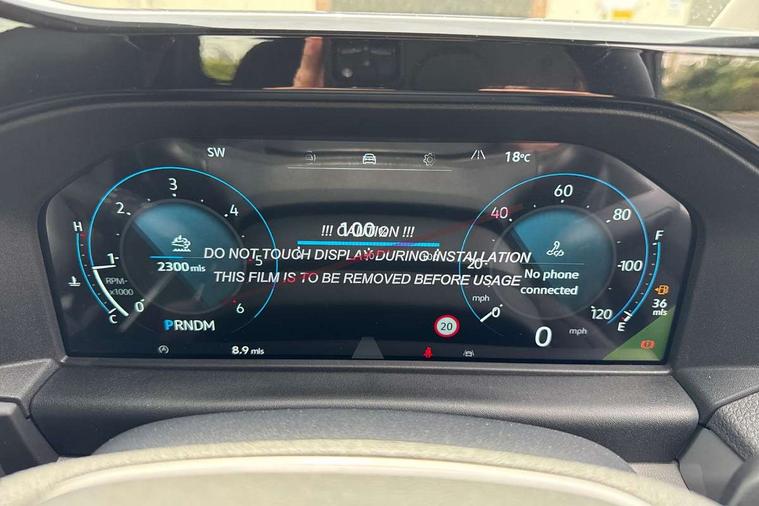 SW
18°C
H
1
2
3
4
5
6
0
RPM
x1000
C
2300 mls
PRNDM
8.9 mls
100%
!!! CAUTION !!!
DO NOT TOUCH DISPLAY DURING INSTALLATION
THIS FILM IS TO BE REMOVED BEFORE USAGE
20
0
20
40
60
80
100
120
mph
No phone
connected
0 mph
F
E
36
mls